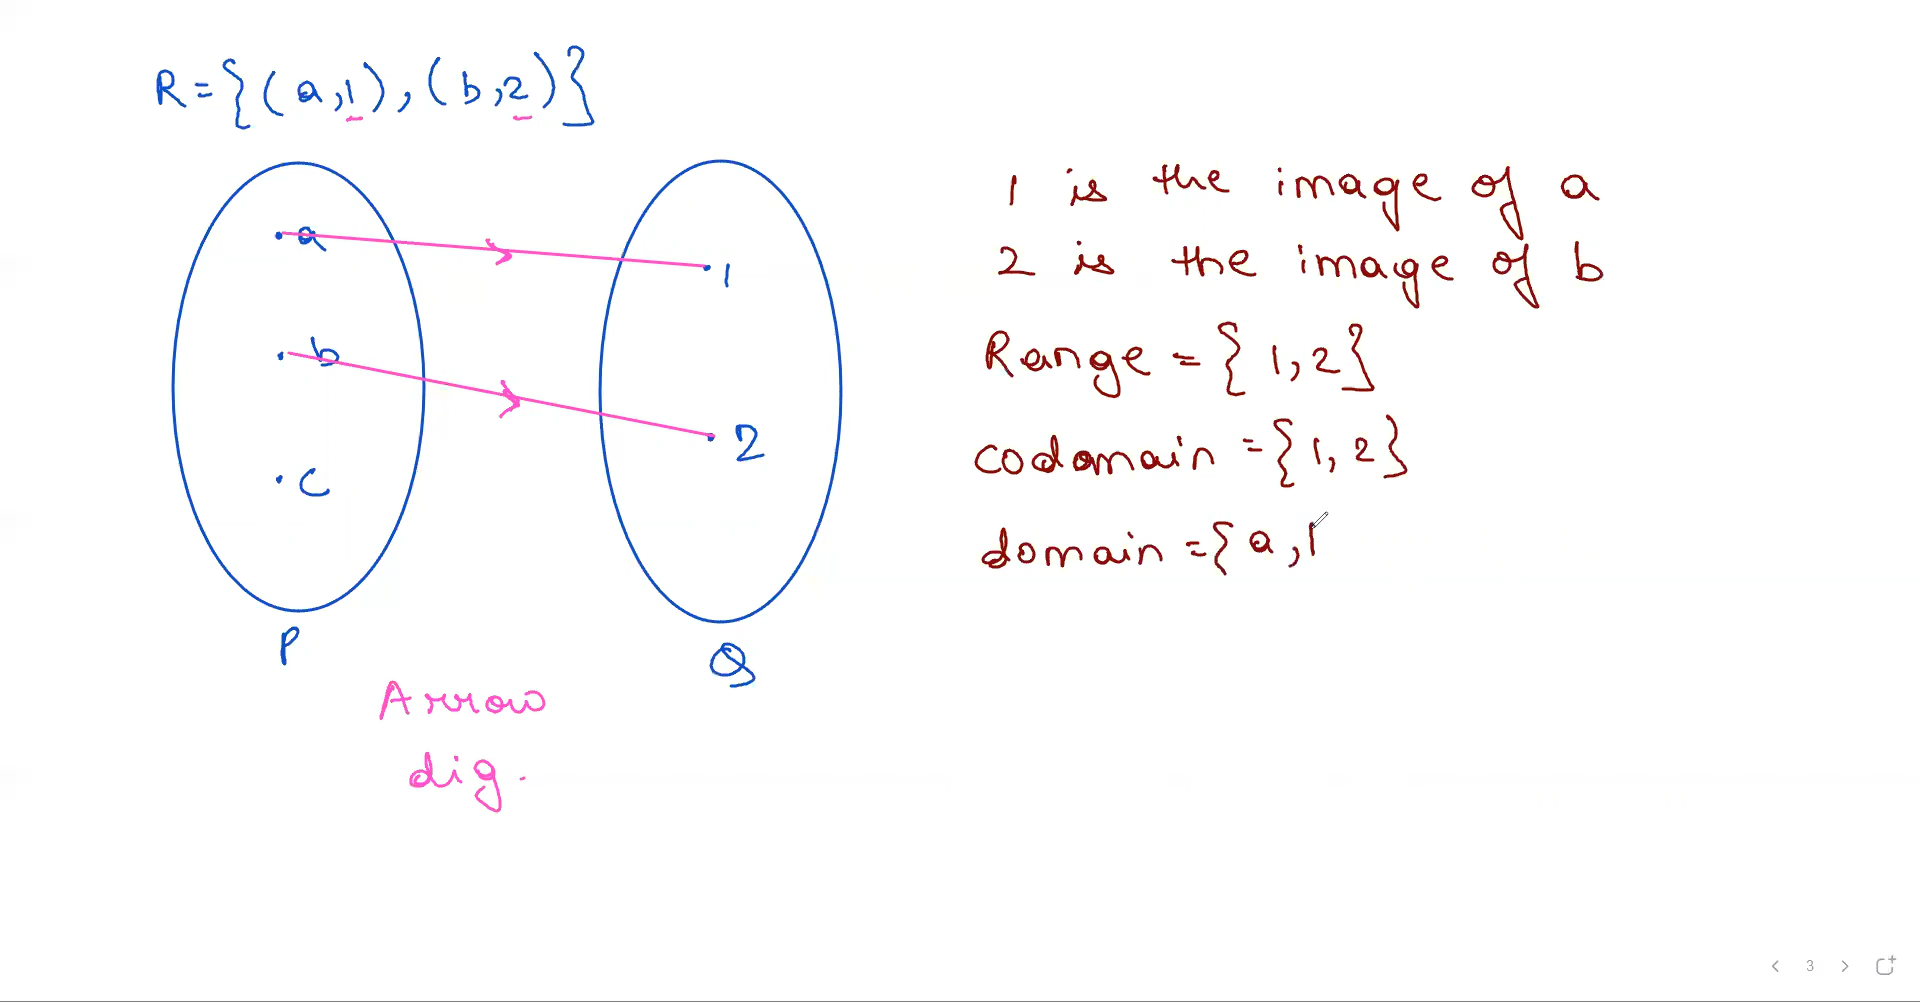 R = {(a,1), (b,2)}
a
b
c
1
2
P
Q
Arrow
dig.
1 is the image of a
2 is the image of b
Range = {1,2}
codomain = {1,2}
domain = {a,
3